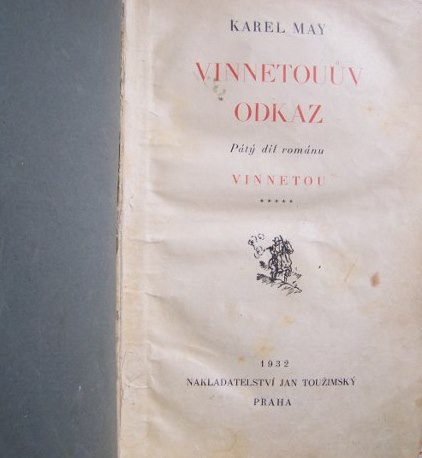 KAREL MAY
VINNETOUŮV
ODKAZ
Pátý díl románu
VINNETOU
*****
1932
NAKLADATELSTVÍ JAN TOUŽIMSKÝ
PRAHA